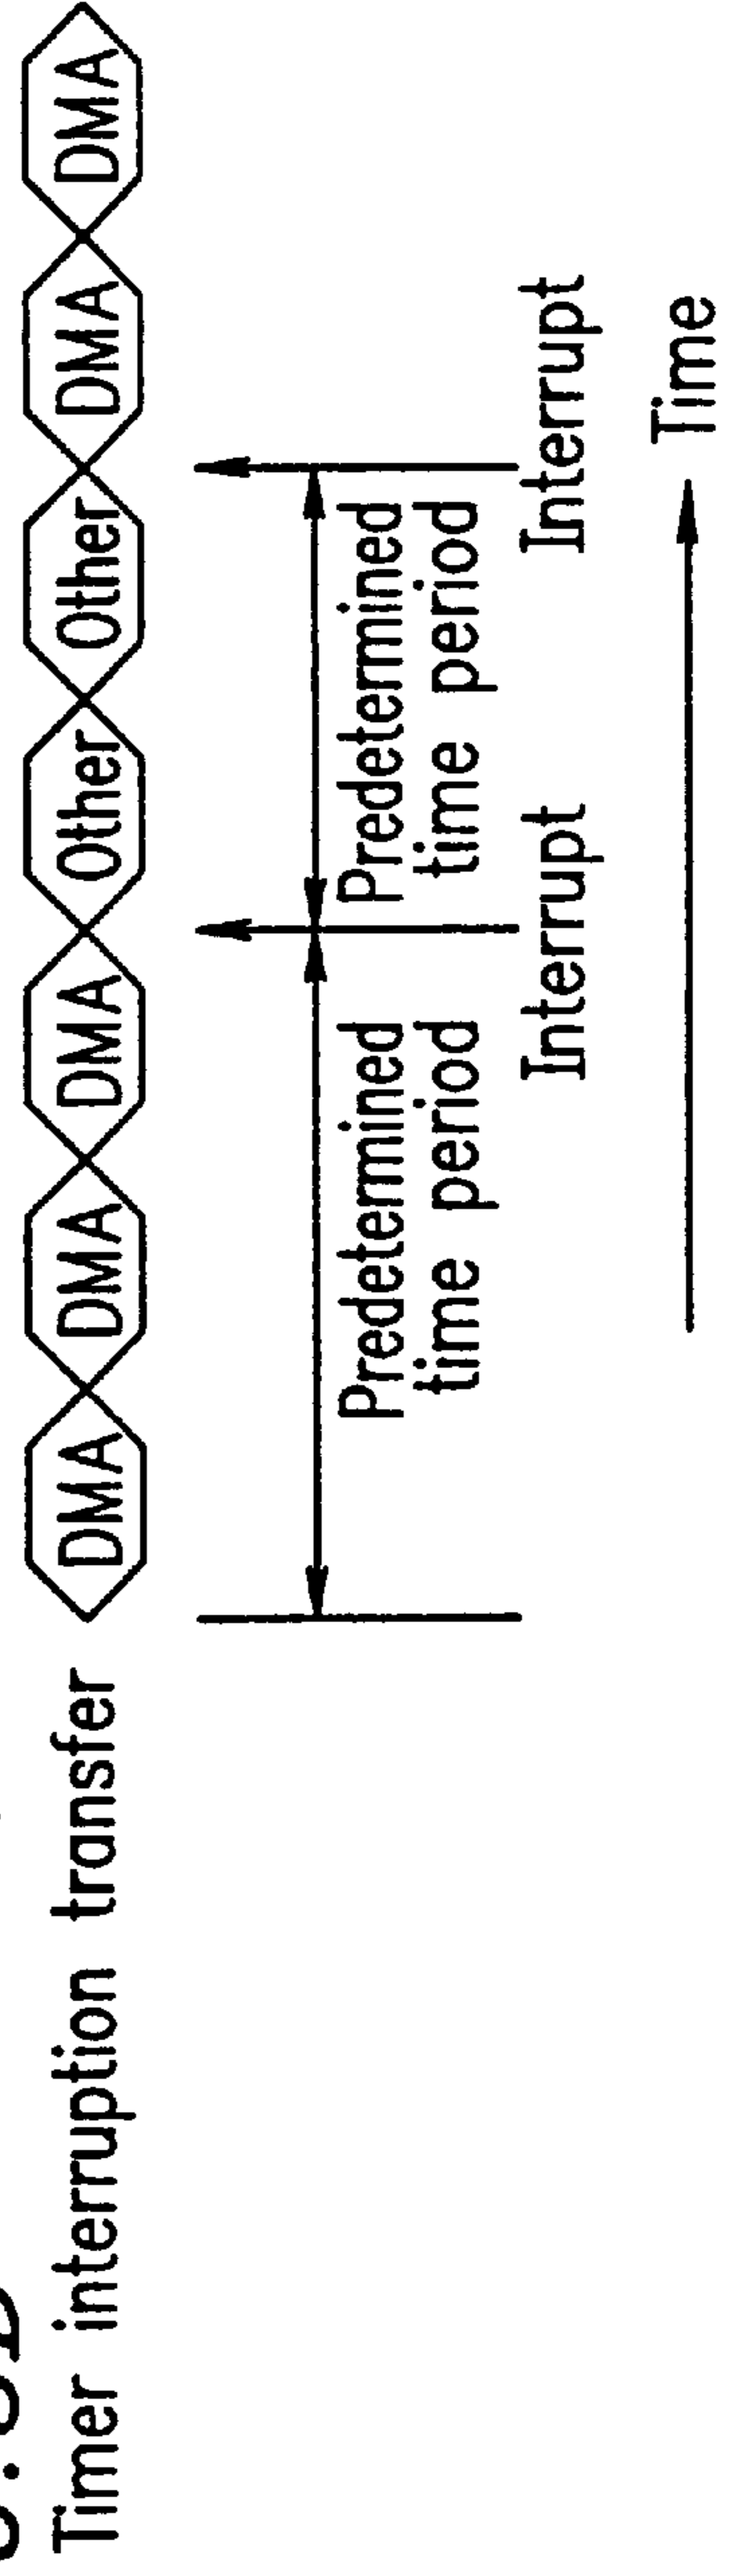 Timer interruption transfer
DMA DMA DMA Other Other DMA DMA
Predetermined
time period
Predetermined
time period
Interrupt
Interrupt
Time